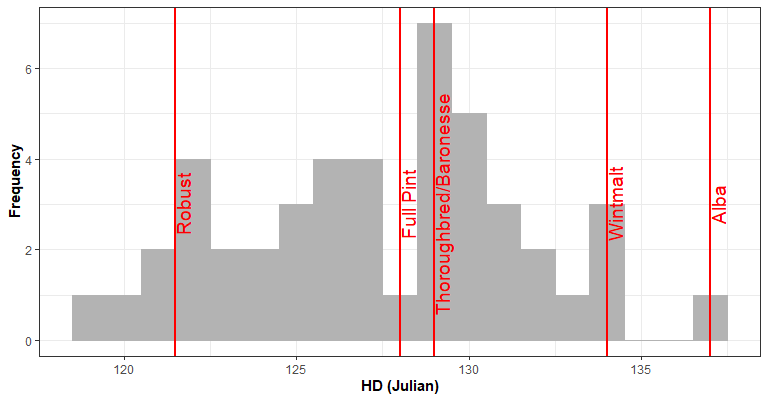 Frequency
6
4
2
0
Robust
Full Pint
Thoroughbred/Baronesse
Wintmalt
Alba
120
125
130
135
HD (Julian)